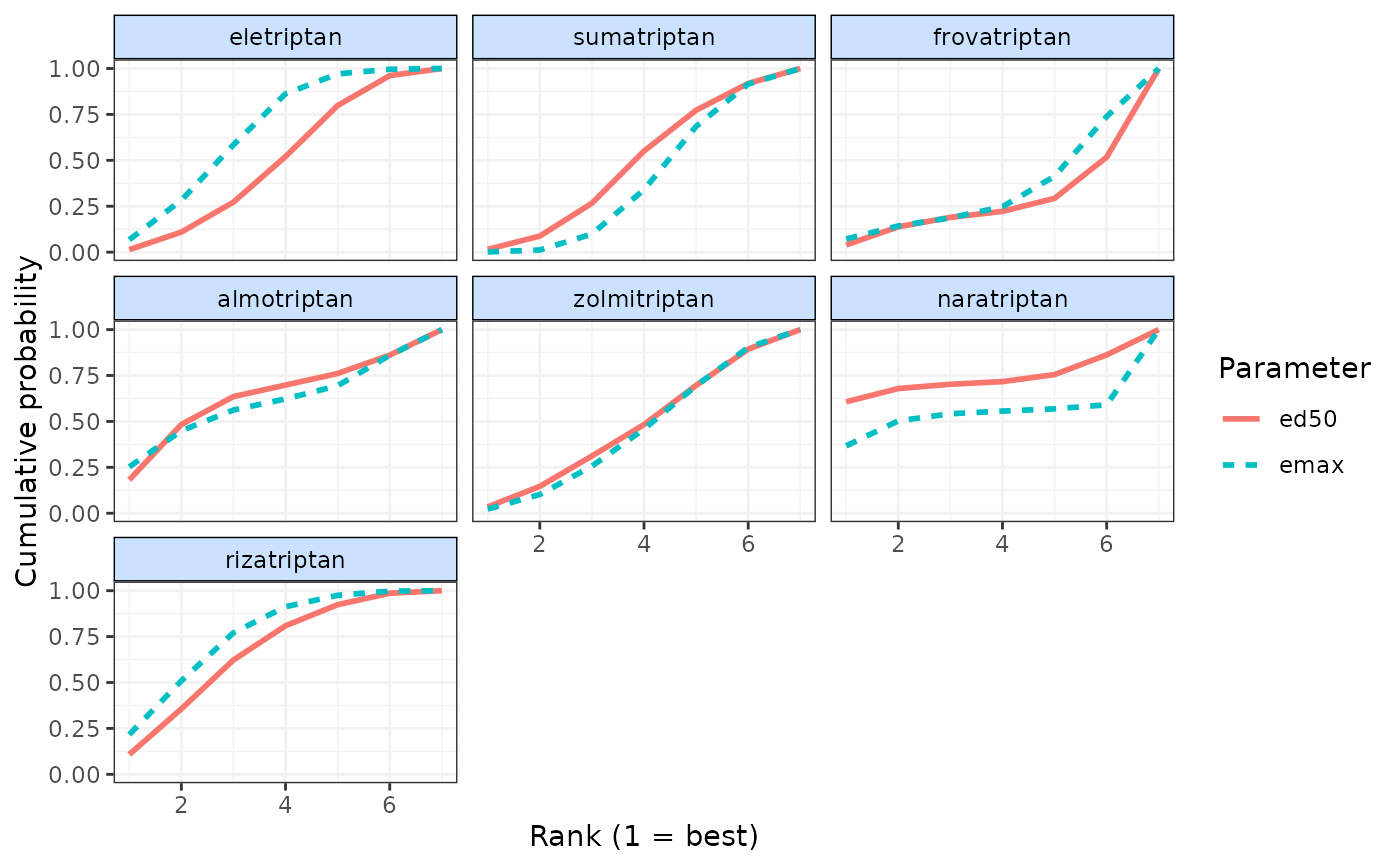 eletriptan sumatriptan frovatriptan
1.00
0.75
0.50
0.25
0.00
almotriptan zolmitriptan naratriptan
1.00
0.75
0.50
0.25
0.00
2 4 6 2 4 6
rizatriptan
1.00
0.75
0.50
0.25
0.00
2 4 6
Cumulative probability
Rank (1 = best)
Parameter
ed50
emax